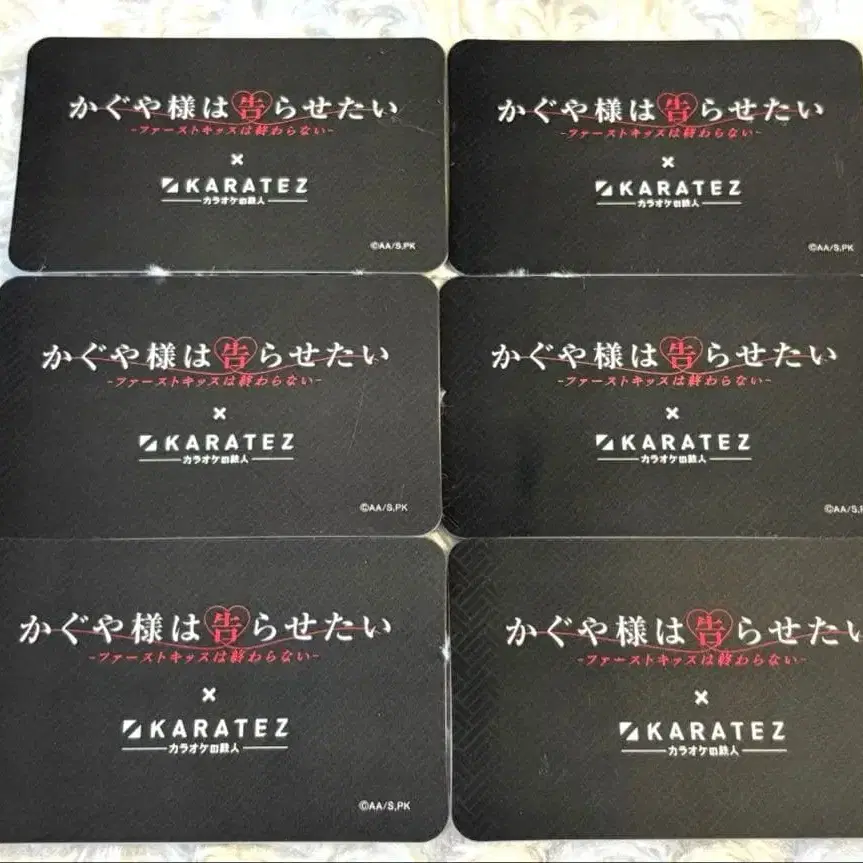 かぐや様は告らせたい
-ファーストキッスは終わらない-
×
KARATEZ
カラオケの鉄人
©AA/S,PK
かぐや様は告らせたい
-ファーストキッスは終わらない-
×
KARATEZ
カラオケの鉄人
©AA/S,PK
かぐや様は告らせたい
-ファーストキッスは終わらない-
×
KARATEZ
カラオケの鉄人
©AA/S,PK
かぐや様は告らせたい
-ファーストキッスは終わらない-
×
KARATEZ
カラオケの鉄人
©AA/S,P
かぐや様は告らせたい
-ファーストキッスは終わらない-
×
KARATEZ
カラオケの鉄人
©AA/S,PK
かぐや様は告らせたい
-ファーストキッスは終わらない-
×
KARATEZ
カラオケの鉄人